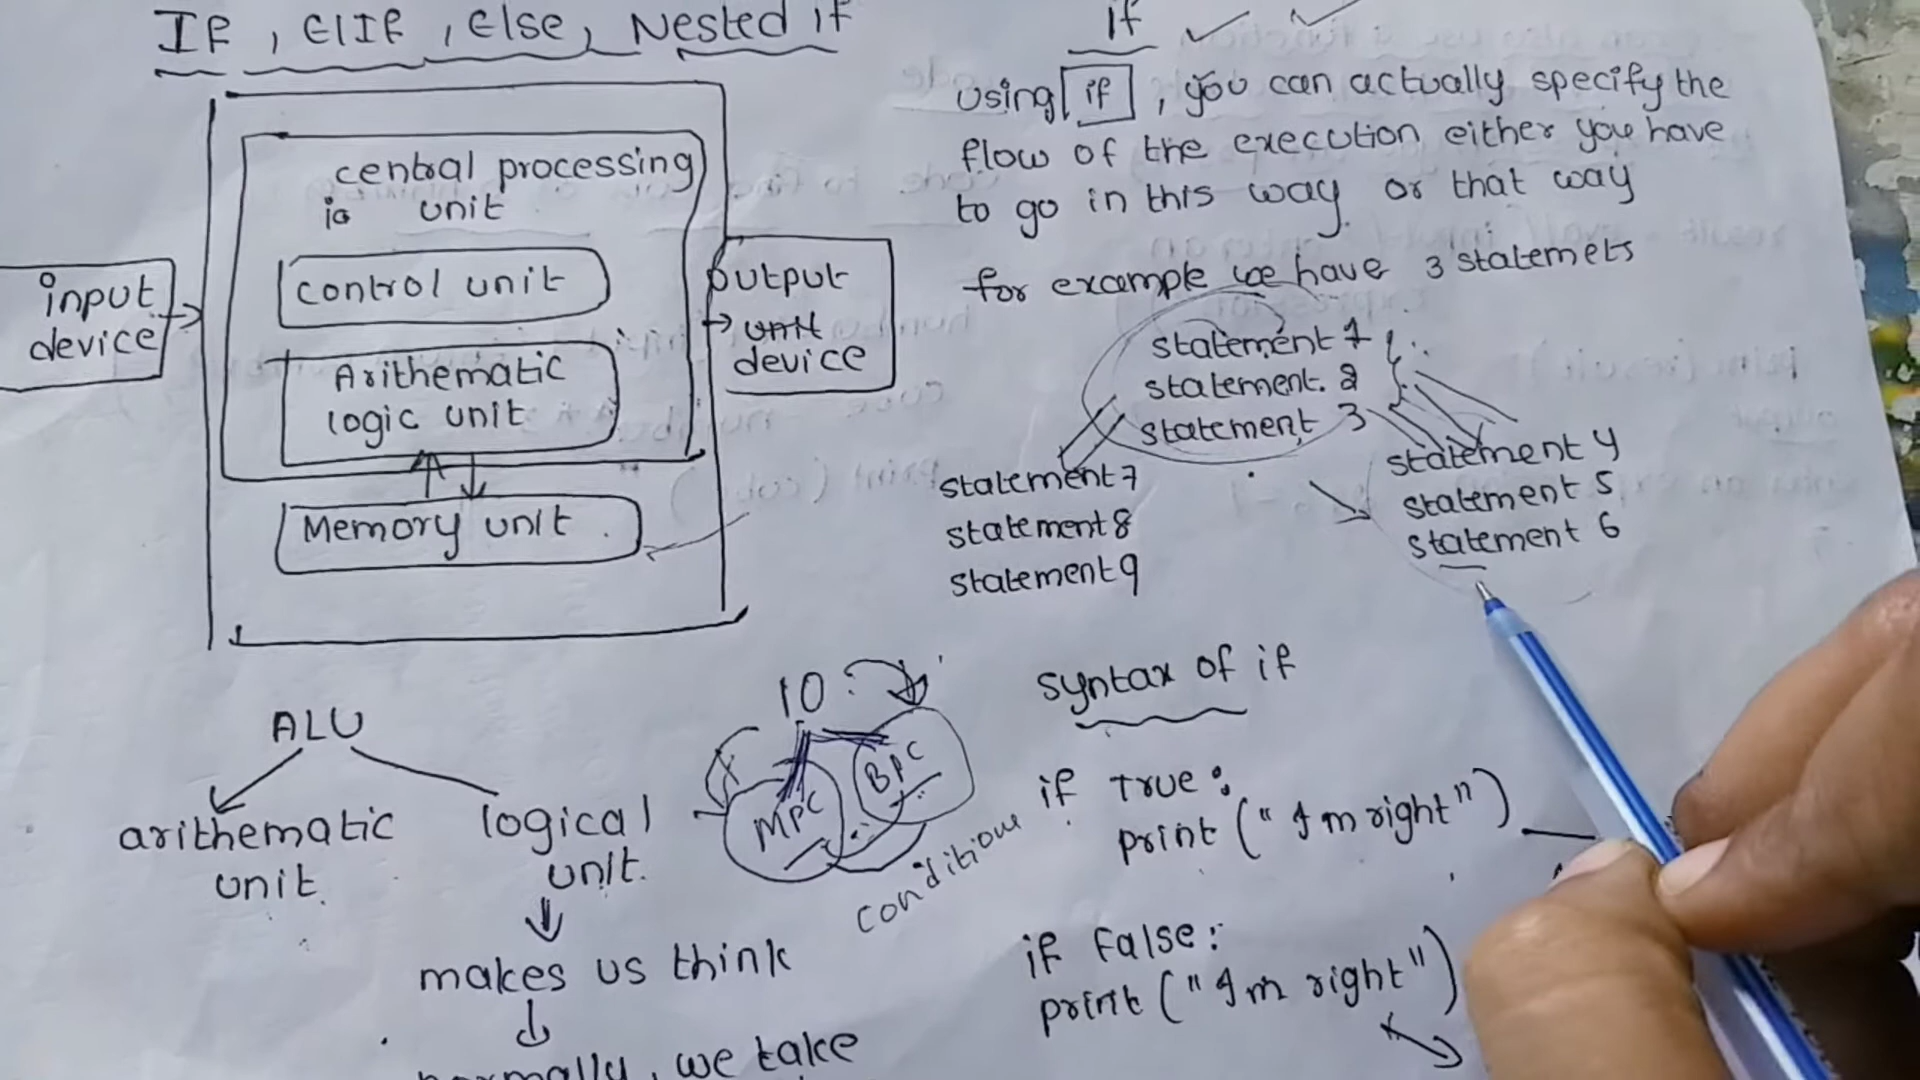 If, ElIf, Else, Nested if
central processing
unit
control unit
Arithematic
logic unit
Memory unit
input
device
output
unit
device
ALU
arithematic
unit
logical
unit.
makes us think
normally, we take
10
MPC
BPC
conditions
if
using if, you can actually specify the
flow of the execution either you have
to go in this way or that way
for example we have 3 statemets
statement 1
statement. 2
statement 3
statement 7
statement 8
statement 9
statement 4
statement 5
statement 6
syntax of if
if True:
print ("I m right")
if False:
print ("I m right")